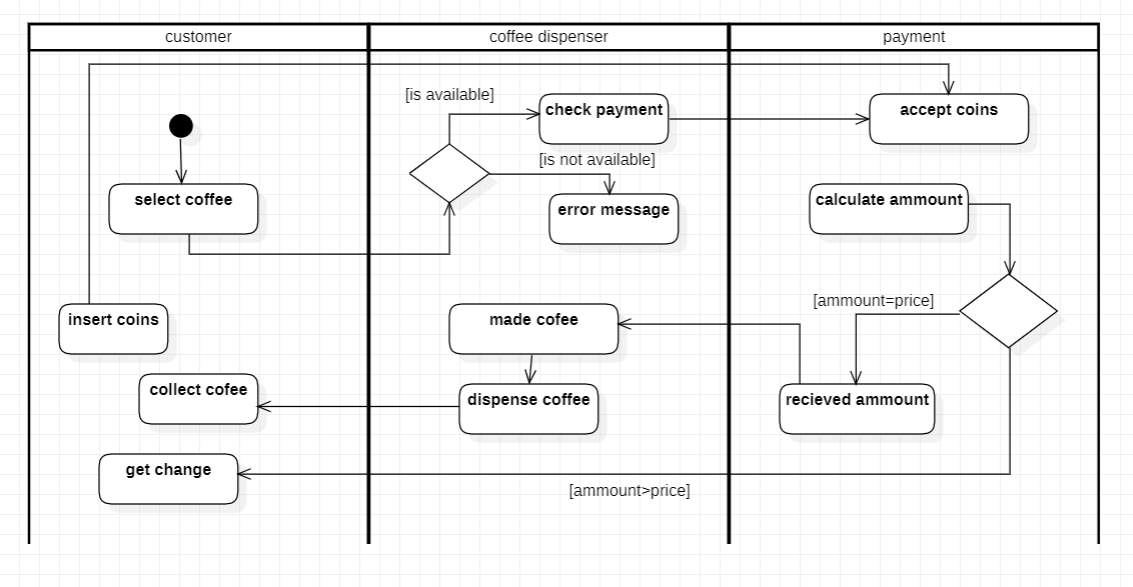 customer
coffee dispenser
payment
[is available]
check payment
accept coins
[is not available]
select coffee
error message
calculate ammount
insert coins
made cofee
[ammount=price]
collect cofee
dispense coffee
recieved ammount
get change
[ammount>price]